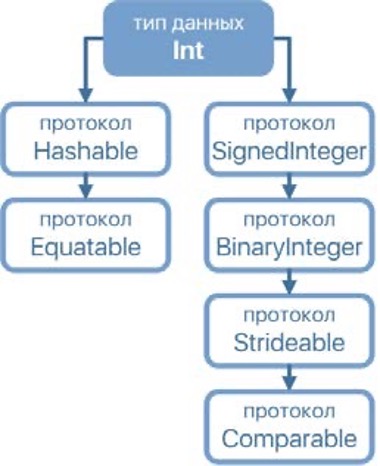 тип данных
Int
протокол
Hashable
протокол
Equatable
протокол
SignedInteger
протокол
BinaryInteger
протокол
Strideable
протокол
Comparable